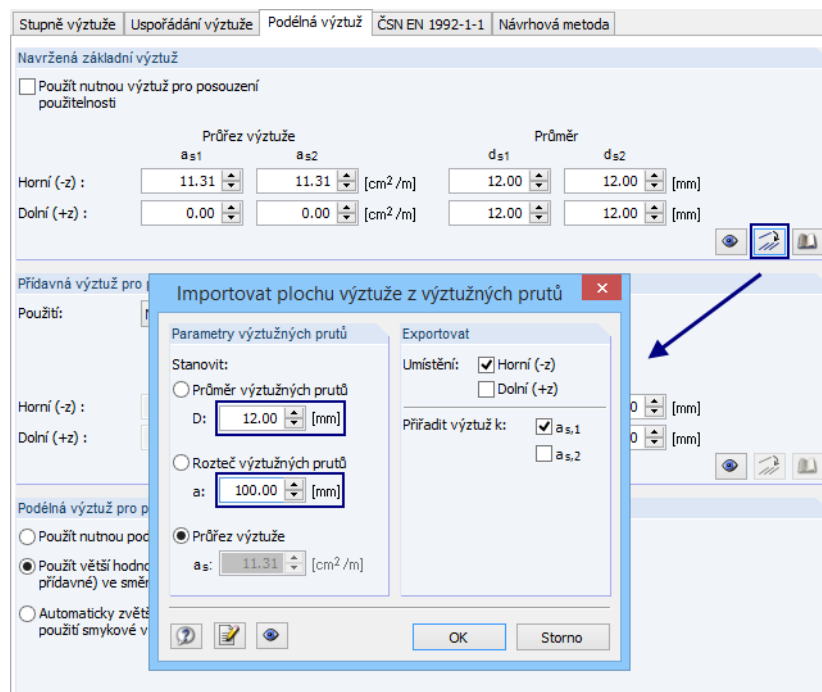 Stupně výztuže Uspořádání výztuže Podélná výztuž ČSN EN 1992-1-1 Návrhová metoda
Navržená základní výztuž
Použít nutnou výztuž pro posouzení
použitelnosti
Průřez výztuže Průměr
as1 as2 ds1 ds2
Horní (-z) : 11.31 11.31 [cm2/m] 12.00 12.00 [mm]
Dolní (+z) : 0.00 0.00 [cm2/m] 12.00 12.00 [mm]
Přídavná výztuž pro
Použití:
Horní (-z) : 0 [mm]
Dolní (+z) : 0 [mm]
Podélná výztuž pro
Použít nutnou
Použít větší
přídavné) ve
Automaticky
použití smykové
Importovat plochu výztuže z výztužných prutů
Parametry výztužných prutů
Stanovit:
Průměr výztužných prutů
D: 12.00 [mm]
Rozteč výztužných prutů
a: 100.00 [mm]
Průřez výztuže
as: 11.31 [cm2/m]
Exportovat
Umístění: Horní (-z)
Dolní (+z)
Přiřadit výztuž k: as,1
as,2
OK Storno